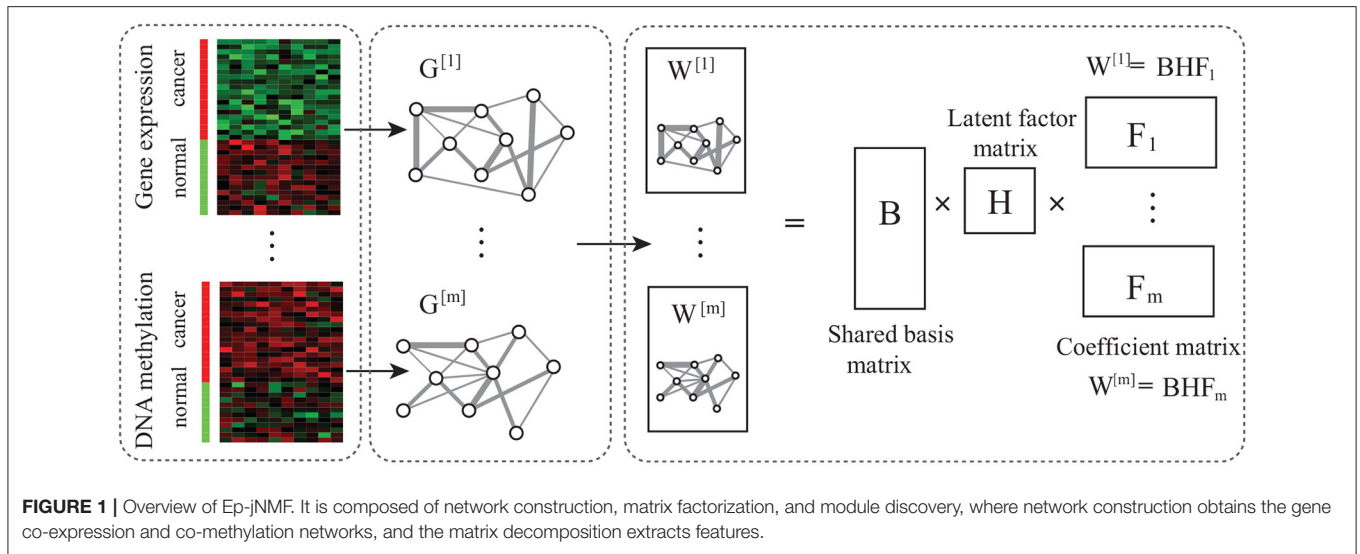 Gene expression
cancer
normal
DNA methylation
cancer
normal
G[1]
G[m]
W[1]
W[m]
=
B
×
H
×
F1
Fm
Shared basis
matrix
Latent factor
matrix
W[1]= BHF1
Coefficient matrix
W[m]= BHFm
FIGURE 1 | Overview of Ep-jNMF. It is composed of network construction, matrix factorization, and module discovery, where network construction obtains the gene
co-expression and co-methylation networks, and the matrix decomposition extracts features.